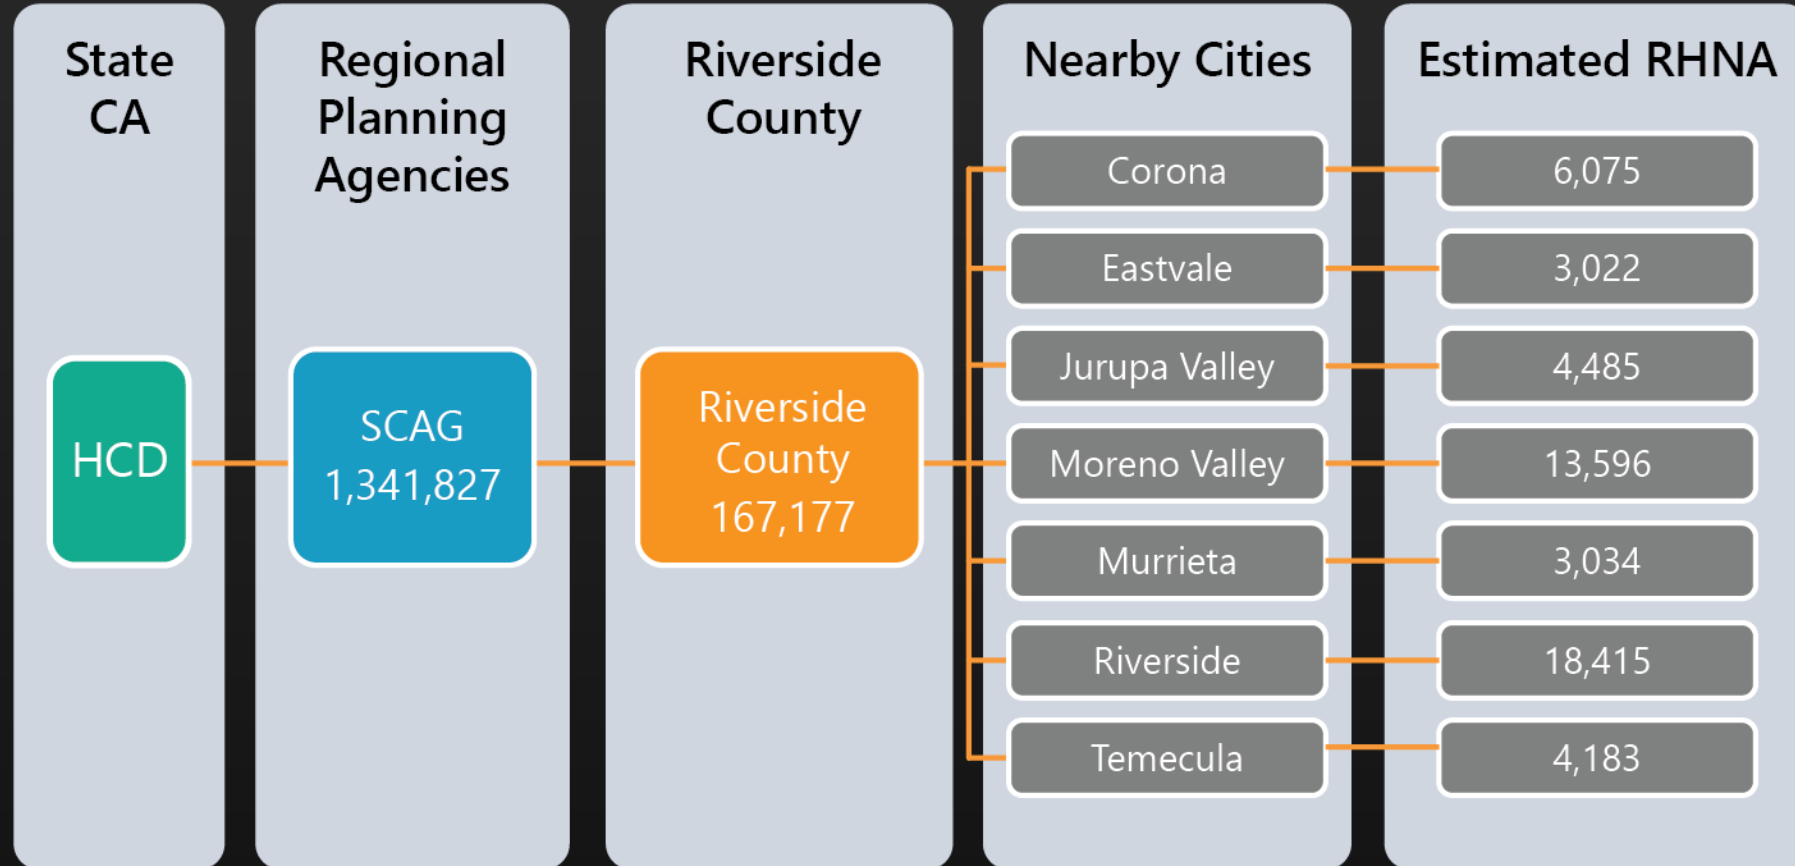 State
CA
Regional
Planning
Agencies
Riverside
County
Nearby Cities
Estimated RHNA
HCD
SCAG
1,341,827
Riverside
County
167,177
Corona
6,075
Eastvale
3,022
Jurupa Valley
4,485
Moreno Valley
13,596
Murrieta
3,034
Riverside
18,415
Temecula
4,183